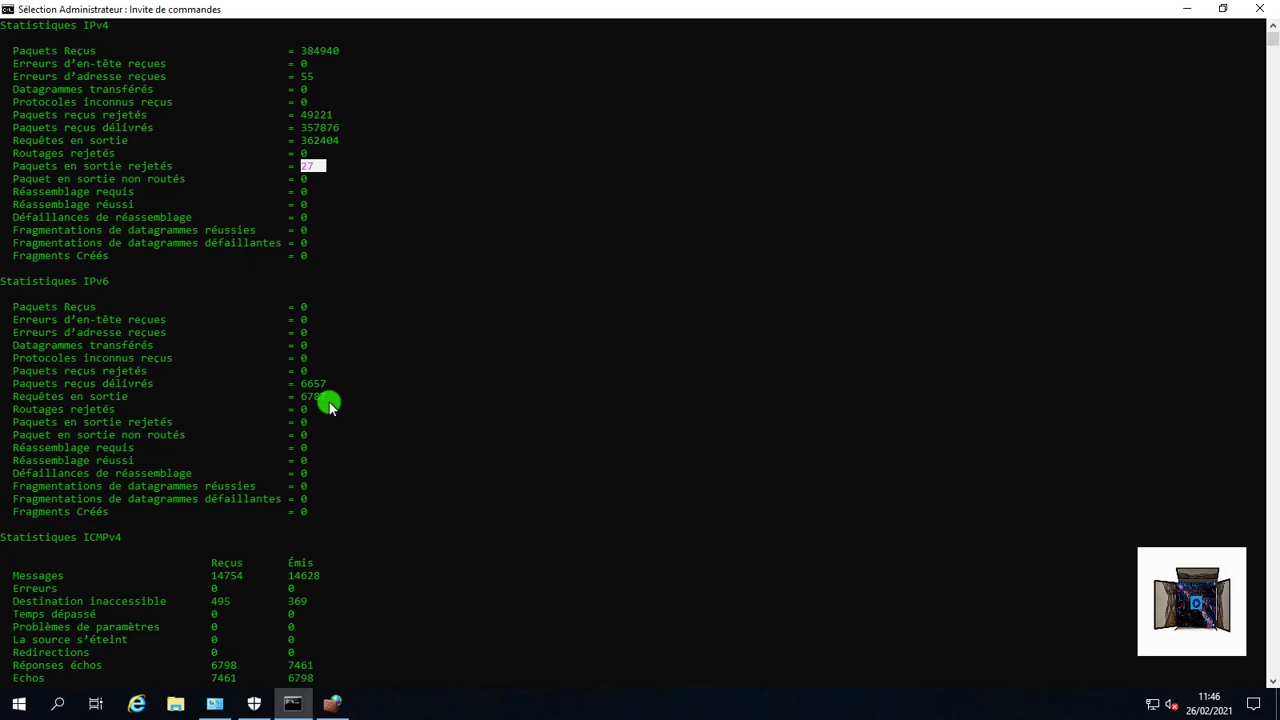 Sélection Administrateur : Invite de commandes
Statistiques IPv4
Paquets Reçus = 384940
Erreurs d’en-tête reçues = 0
Erreurs d’adresse reçues = 55
Datagrammes transférés = 0
Protocoles inconnus reçus = 0
Paquets reçus rejetés = 49221
Paquets reçus délivrés = 357876
Requêtes en sortie = 362404
Routages rejetés = 0
Paquets en sortie rejetés = 27
Paquet en sortie non routés = 0
Réassemblage requis = 0
Réassemblage réussi = 0
Défaillances de réassemblage = 0
Fragmentations de datagrammes réussies = 0
Fragmentations de datagrammes défaillantes = 0
Fragments Créés = 0
Statistiques IPv6
Paquets Reçus = 0
Erreurs d’en-tête reçues = 0
Erreurs d’adresse reçues = 0
Datagrammes transférés = 0
Protocoles inconnus reçus = 0
Paquets reçus rejetés = 0
Paquets reçus délivrés = 6657
Requêtes en sortie =
Routages rejetés = 0
Paquets en sortie rejetés = 0
Paquet en sortie non routés = 0
Réassemblage requis = 0
Réassemblage réussi = 0
Défaillances de réassemblage = 0
Fragmentations de datagrammes réussies = 0
Fragmentations de datagrammes défaillantes = 0
Fragments Créés = 0
Statistiques ICMPv4
Reçus Émis
Messages 14754 14628
Erreurs 0 0
Destination inaccessible 495 369
Temps dépassé 0 0
Problèmes de paramètres 0 0
La source s’éteint 0 0
Redirections 0 0
Réponses échos 6798 7461
Echos 7461 6798
11:46
26/02/2021